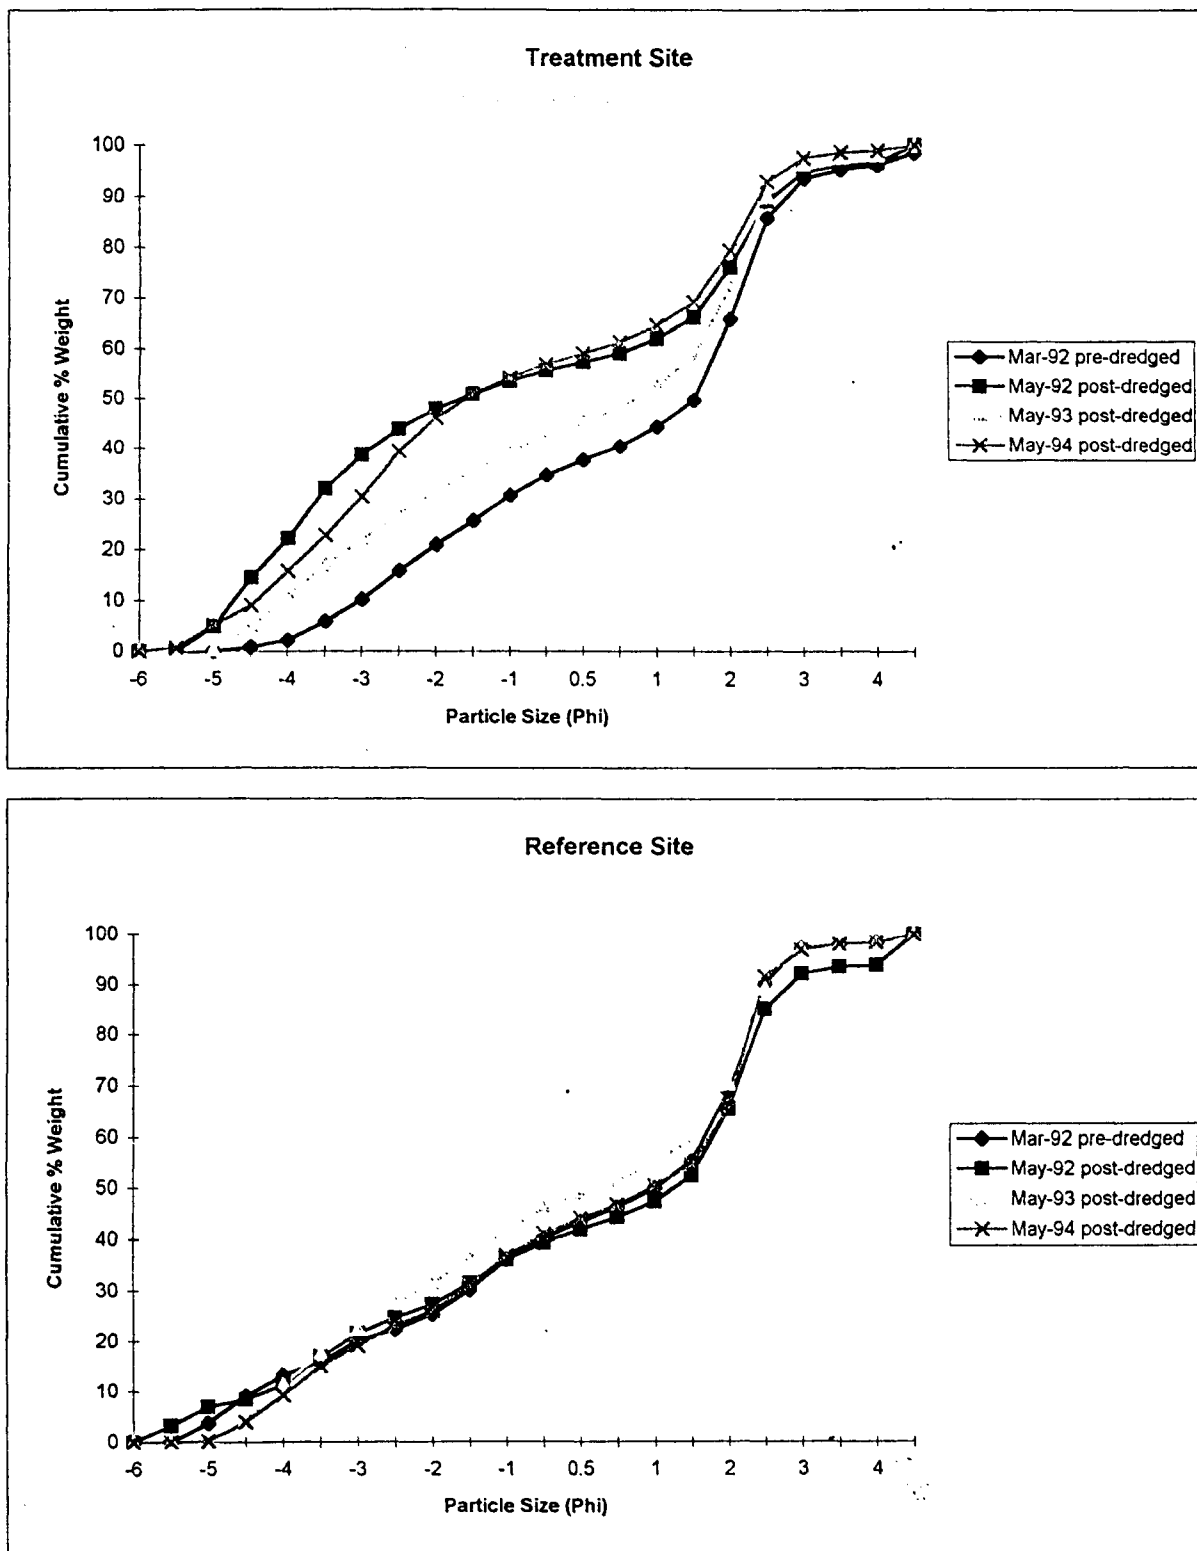 Treatment Site
100
90
80
70
60
50
40
30
20
10
0
Cumulative % Weight
-6 -5 -4 -3 -2 -1 0.5 1 2 3 4
Particle Size (Phi)
Mar-92 pre-dredged
May-92 post-dredged
May-93 post-dredged
May-94 post-dredged
Reference Site
100
90
80
70
60
50
40
30
20
10
0
Cumulative % Weight
-6 -5 -4 -3 -2 -1 0.5 1 2 3 4
Particle Size (Phi)
Mar-92 pre-dredged
May-92 post-dredged
May-93 post-dredged
May-94 post-dredged